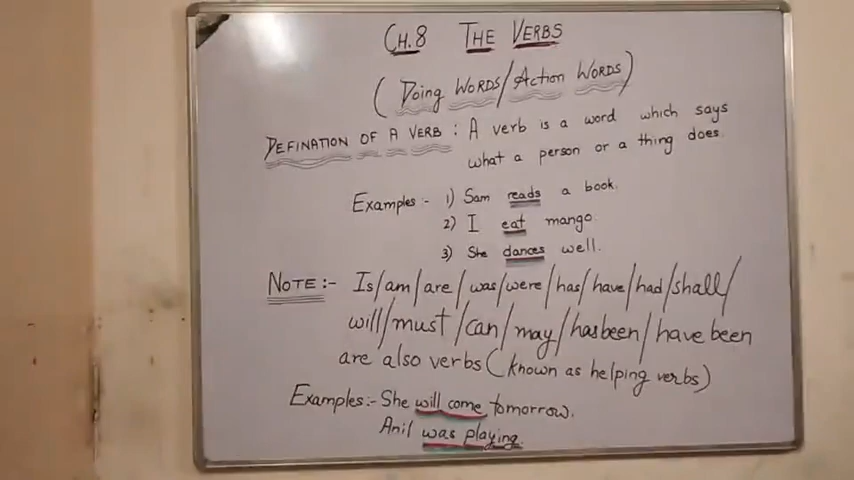 CH.8 THE VERBS
(Doing WORDS/Action WORDS)
DEFINATION OF A VERB : A verb is a word which says
what a person or a thing does.
Examples :- 1) Sam reads a book.
2) I eat mango.
3) She dances well.
NOTE :- Is/am/are/was/were/has/have/had/shall/
will/must/can/may/hasbeen/have been
are also verbs (known as helping verbs)
Examples:- She will come tomorrow.
Anil was playing.